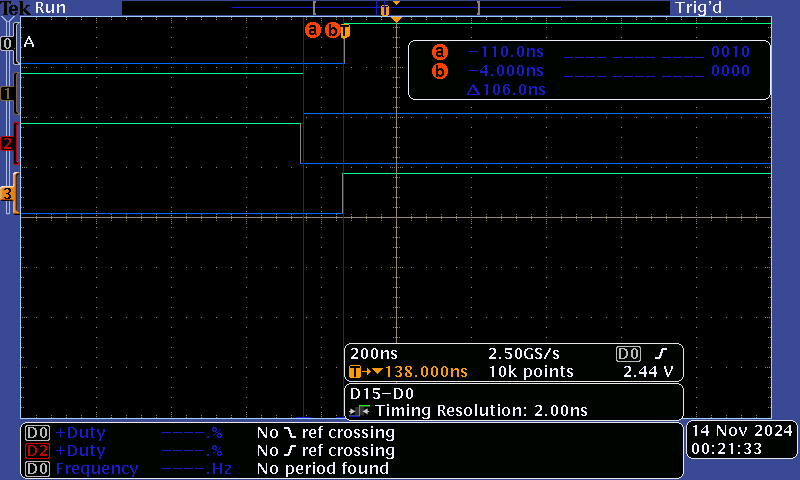 Tek Run Trig'd
a b T
0 A
a −110.0ns ____ ____ ____ 0010
b −4.000ns ____ ____ ____ 0000
Δ106.0ns
1
2
3
200ns 2.50GS/s D0
T→▼138.000ns 10k points 2.44 V
D15−D0
Timing Resolution: 2.00ns
D0 +Duty −−−−.% No ref crossing
D2 +Duty −−−−.% No ref crossing
D0 Frequency −−−−.Hz No period found
14 Nov 2024
00:21:33